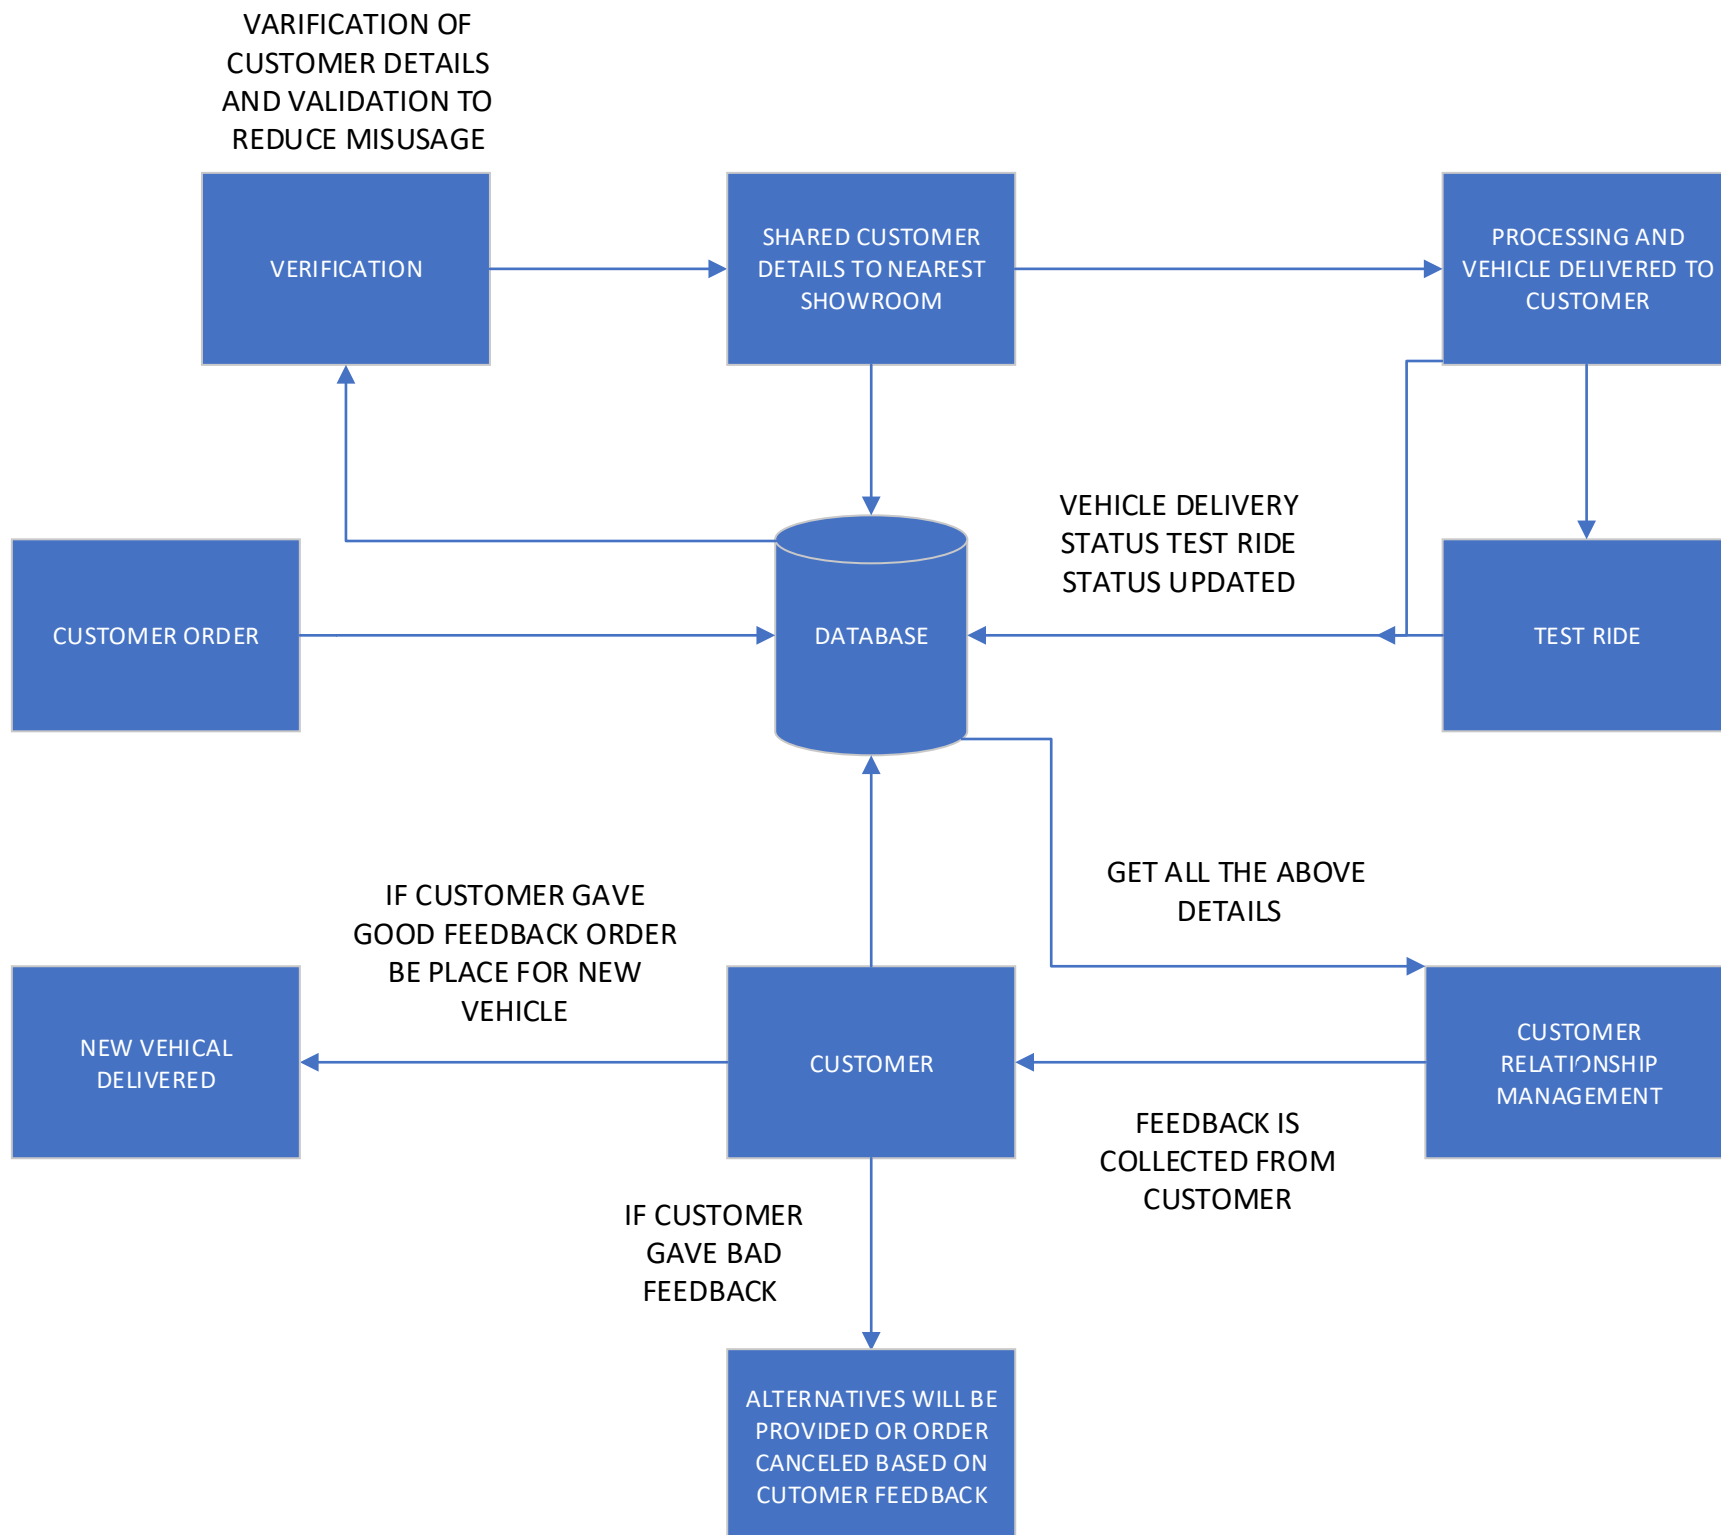 VARIFICATION OF
CUSTOMER DETAILS
AND VALIDATION TO
REDUCE MISUSAGE
VERIFICATION
SHARED CUSTOMER
DETAILS TO NEAREST
SHOWROOM
PROCESSING AND
VEHICLE DELIVERED TO
CUSTOMER
VEHICLE DELIVERY
STATUS TEST RIDE
STATUS UPDATED
CUSTOMER ORDER
DATABASE
TEST RIDE
IF CUSTOMER GAVE
GOOD FEEDBACK ORDER
BE PLACE FOR NEW
VEHICLE
GET ALL THE ABOVE
DETAILS
NEW VEHICAL
DELIVERED
CUSTOMER
CUSTOMER
RELATIONSHIP
MANAGEMENT
FEEDBACK IS
COLLECTED FROM
CUSTOMER
IF CUSTOMER
GAVE BAD
FEEDBACK
ALTERNATIVES WILL BE
PROVIDED OR ORDER
CANCELED BASED ON
CUTOMER FEEDBACK